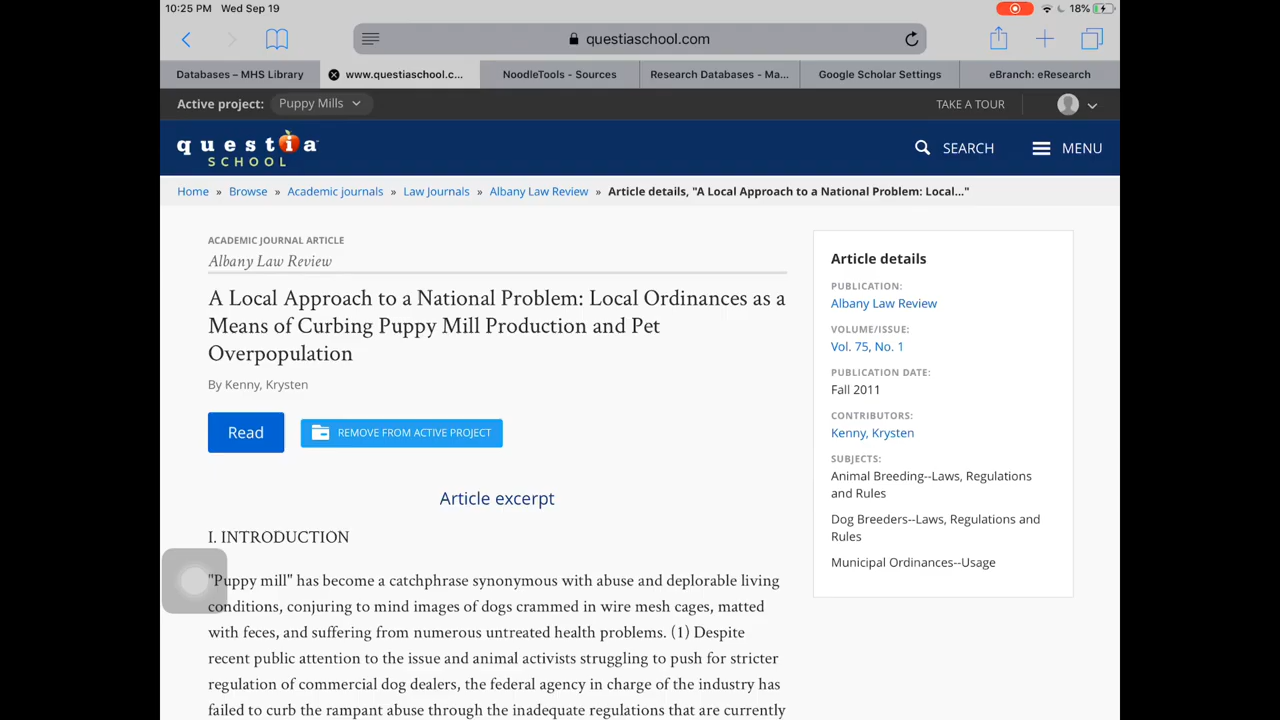 10:25 PM Wed Sep 19
18%
questiaschool.com
Databases – MHS Library
www.questiaschool.c...
NoodleTools - Sources
Research Databases - Ma...
Google Scholar Settings
eBranch: eResearch
Active project: Puppy Mills
TAKE A TOUR
questia
SCHOOL
SEARCH
MENU
Home » Browse » Academic journals » Law Journals » Albany Law Review » Article details, "A Local Approach to a National Problem: Local..."
ACADEMIC JOURNAL ARTICLE
Albany Law Review
A Local Approach to a National Problem: Local Ordinances as a
Means of Curbing Puppy Mill Production and Pet
Overpopulation
By Kenny, Krysten
Read
REMOVE FROM ACTIVE PROJECT
Article excerpt
I. INTRODUCTION
"Puppy mill" has become a catchphrase synonymous with abuse and deplorable living
conditions, conjuring to mind images of dogs crammed in wire mesh cages, matted
with feces, and suffering from numerous untreated health problems. (1) Despite
recent public attention to the issue and animal activists struggling to push for stricter
regulation of commercial dog dealers, the federal agency in charge of the industry has
failed to curb the rampant abuse through the inadequate regulations that are currently
Article details
PUBLICATION:
Albany Law Review
VOLUME/ISSUE:
Vol. 75, No. 1
PUBLICATION DATE:
Fall 2011
CONTRIBUTORS:
Kenny, Krysten
SUBJECTS:
Animal Breeding--Laws, Regulations
and Rules
Dog Breeders--Laws, Regulations and
Rules
Municipal Ordinances--Usage